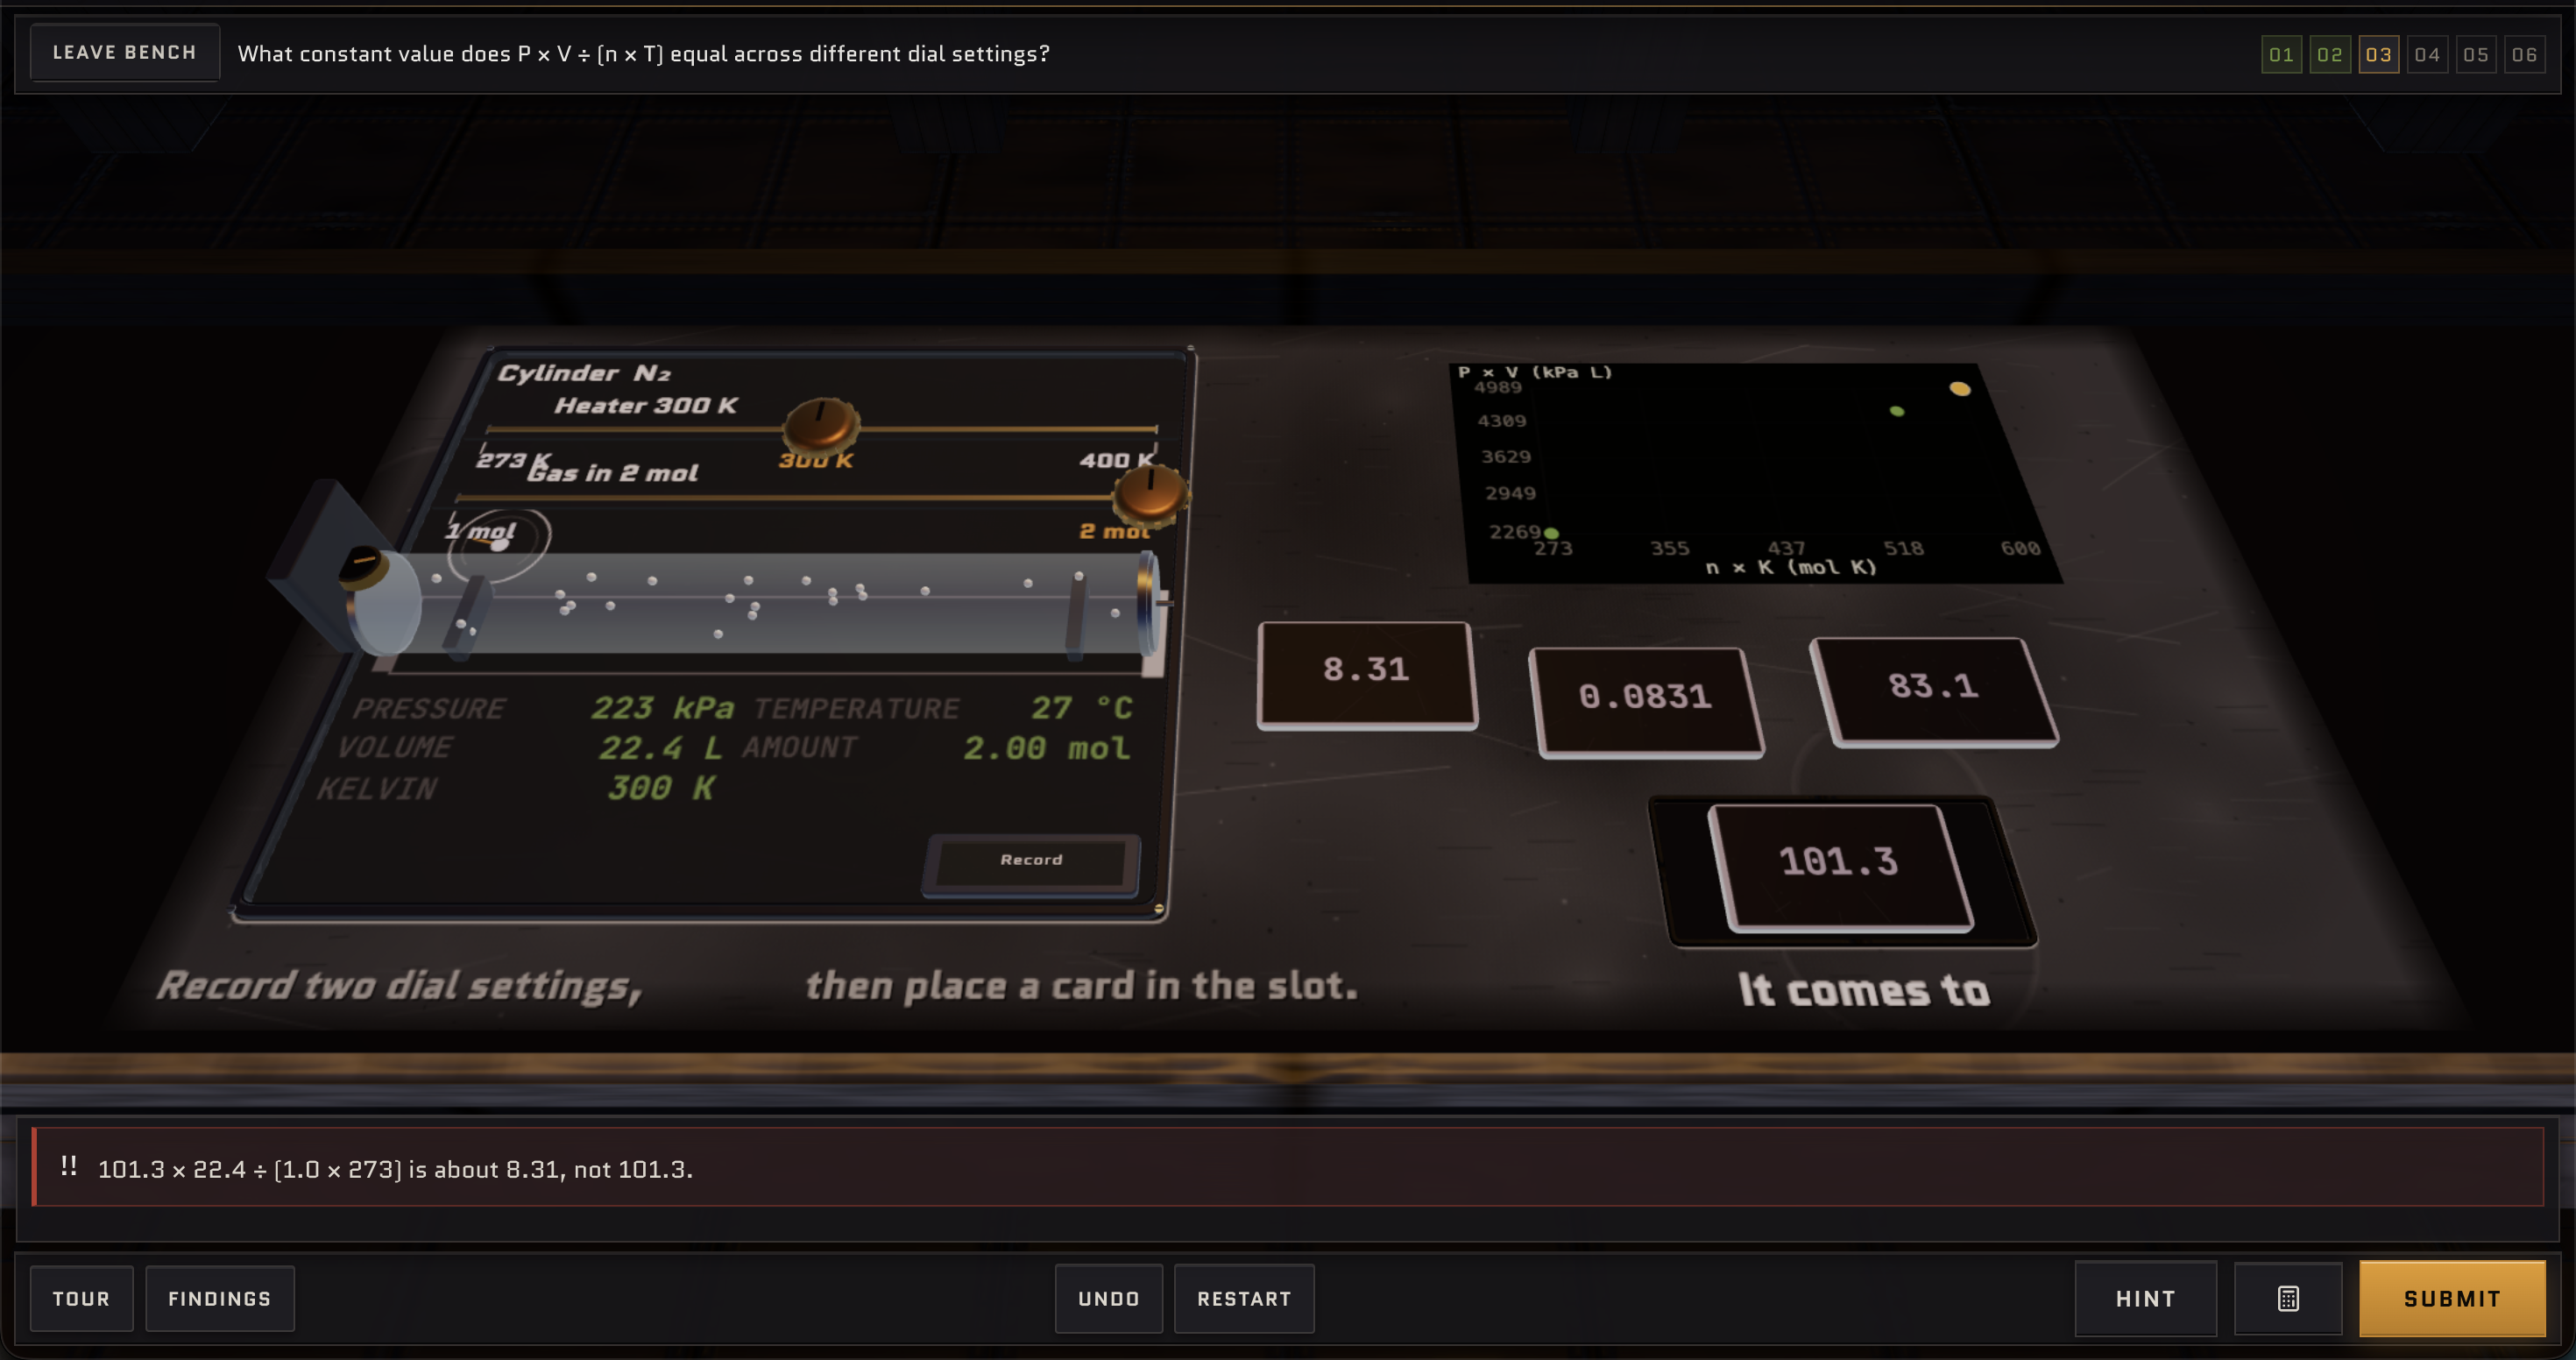 LEAVE BENCH
What constant value does P × V ÷ (n × T) equal across different dial settings?
01 02 03 04 05 06
Cylinder N₂
Heater 300 K
273 K 300 K 400 K
Gas in 2 mol
1 mol 2 mol
PRESSURE 223 kPa TEMPERATURE 27 °C
VOLUME 22.4 L AMOUNT 2.00 mol
KELVIN 300 K
Record
P × V (kPa L)
4989
4309
3629
2949
2269
273 355 437 518 600
n × K (mol K)
8.31
0.0831
83.1
101.3
Record two dial settings, then place a card in the slot.
It comes to
!! 101.3 × 22.4 ÷ (1.0 × 273) is about 8.31, not 101.3.
TOUR FINDINGS UNDO RESTART HINT SUBMIT